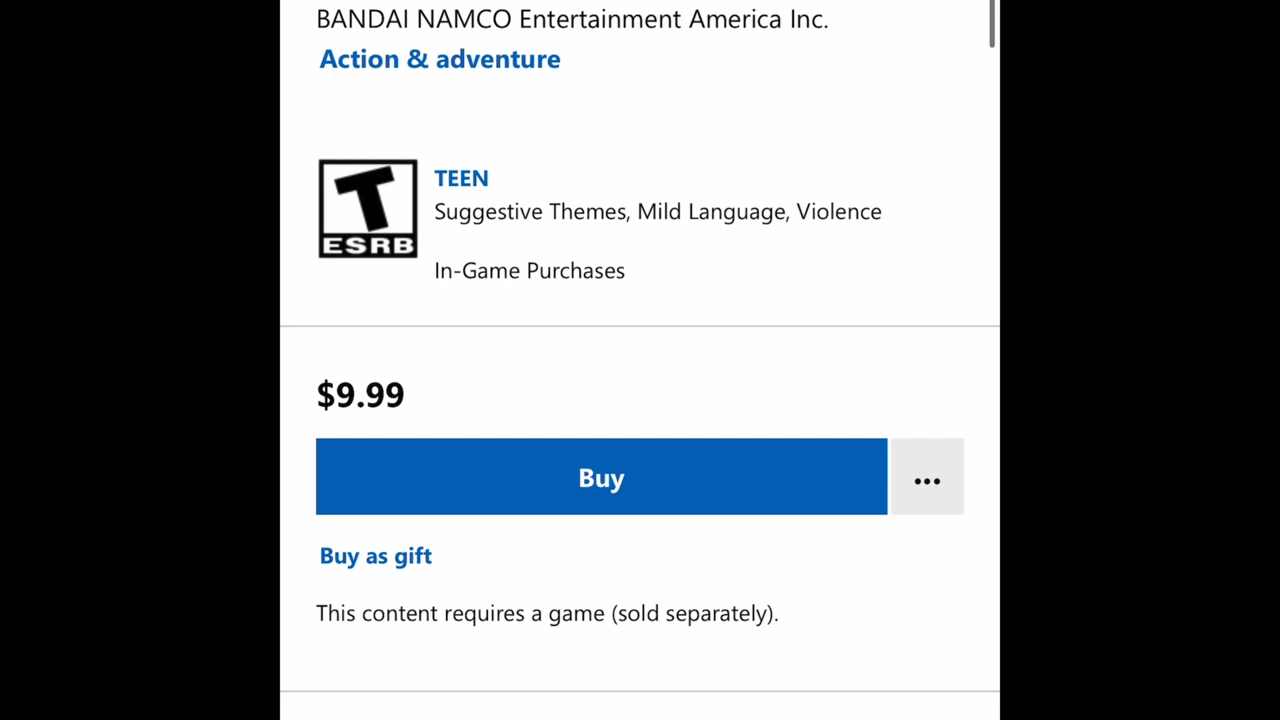 BANDAI NAMCO Entertainment America Inc.
Action & adventure
T
ESRB
TEEN
Suggestive Themes, Mild Language, Violence
In-Game Purchases
$9.99
Buy
...
Buy as gift
This content requires a game (sold separately).